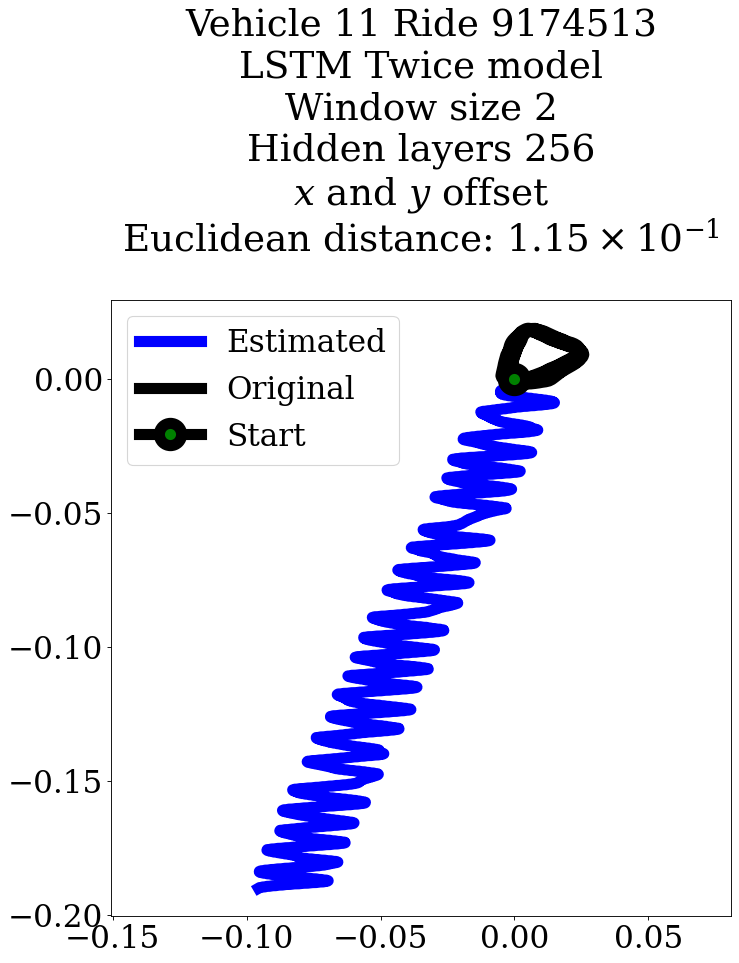 Vehicle 11 Ride 9174513
LSTM Twice model
Window size 2
Hidden layers 256
x and y offset
Euclidean distance: 1.15 × 10⁻¹
Estimated
Original
Start
0.00
−0.05
−0.10
−0.15
−0.20
−0.15 −0.10 −0.05 0.00 0.05